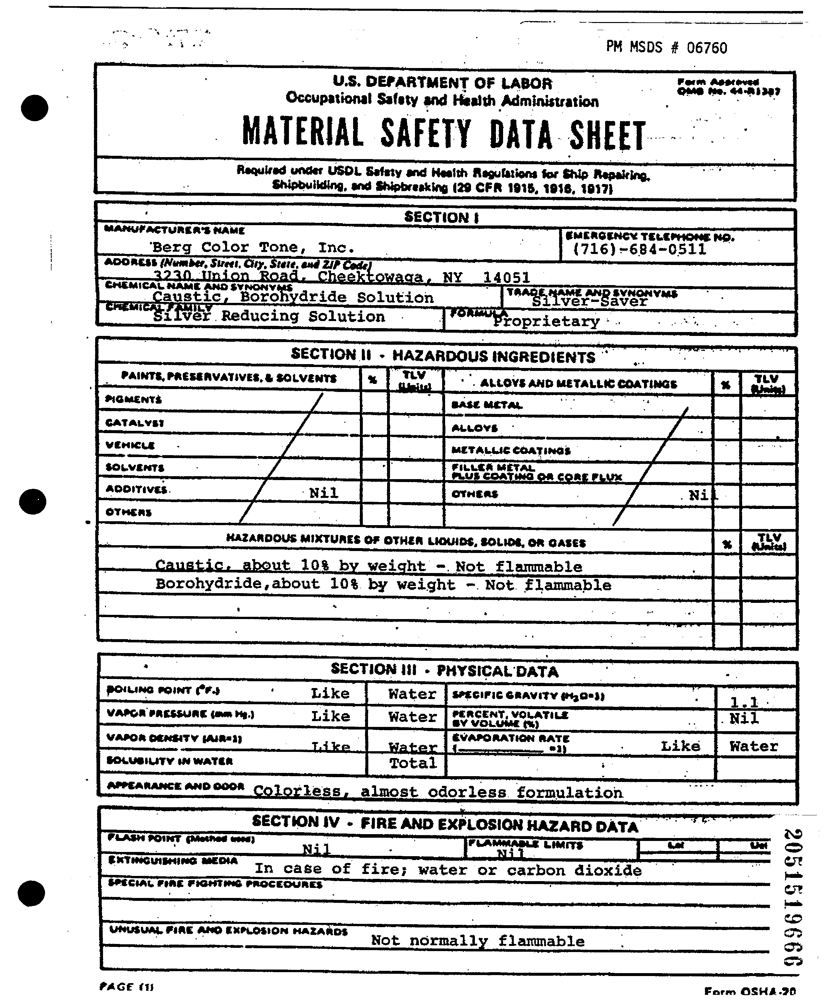 PM MSDS # 06760
U.S. DEPARTMENT OF LABOR
Occupational Safety and Health Administration
Form Approved
OMB No. 44-R1387
MATERIAL SAFETY DATA SHEET
Required under USDL Safety and Health Regulations for Ship Repairing,
Shipbuilding, and Shipbreaking (29 CFR 1915, 1916, 1917)
SECTION I
MANUFACTURER'S NAME
Berg Color Tone, Inc.
EMERGENCY TELEPHONE NO.
(716)-684-0511
ADDRESS (Number, Street, City, State, and ZIP Code)
3230 Union Road, Cheektowaga, NY 14051
CHEMICAL NAME AND SYNONYMS
Caustic, Borohydride Solution
TRADE NAME AND SYNONYMS
Silver-Saver
CHEMICAL FAMILY
Silver Reducing Solution
FORMULA
Proprietary
SECTION II - HAZARDOUS INGREDIENTS
PAINTS, PRESERVATIVES, & SOLVENTS % TLV (Units) ALLOYS AND METALLIC COATINGS % TLV (Units)
PIGMENTS BASE METAL
CATALYST ALLOYS
VEHICLE METALLIC COATINGS
SOLVENTS FILLER METAL PLUS COATING OR CORE FLUX
ADDITIVES Nil OTHERS Nil
OTHERS
HAZARDOUS MIXTURES OF OTHER LIQUIDS, SOLIDS, OR GASES % TLV (Units)
Caustic, about 10% by weight - Not flammable
Borohydride, about 10% by weight - Not flammable
SECTION III - PHYSICAL DATA
BOILING POINT (°F.) Like Water SPECIFIC GRAVITY (H2O=1) 1.1
VAPOR PRESSURE (mm Hg.) Like Water PERCENT, VOLATILE BY VOLUME (%) Nil
VAPOR DENSITY (AIR=1) Like Water EVAPORATION RATE (______ =1) Like Water
SOLUBILITY IN WATER Total
APPEARANCE AND ODOR Colorless, almost odorless formulation
SECTION IV - FIRE AND EXPLOSION HAZARD DATA
FLASH POINT (Method used) Nil FLAMMABLE LIMITS Nil Lel Uel
EXTINGUISHING MEDIA In case of fire; water or carbon dioxide
SPECIAL FIRE FIGHTING PROCEDURES
UNUSUAL FIRE AND EXPLOSION HAZARDS
Not normally flammable
2051519666
PAGE (1)
Form OSHA-20